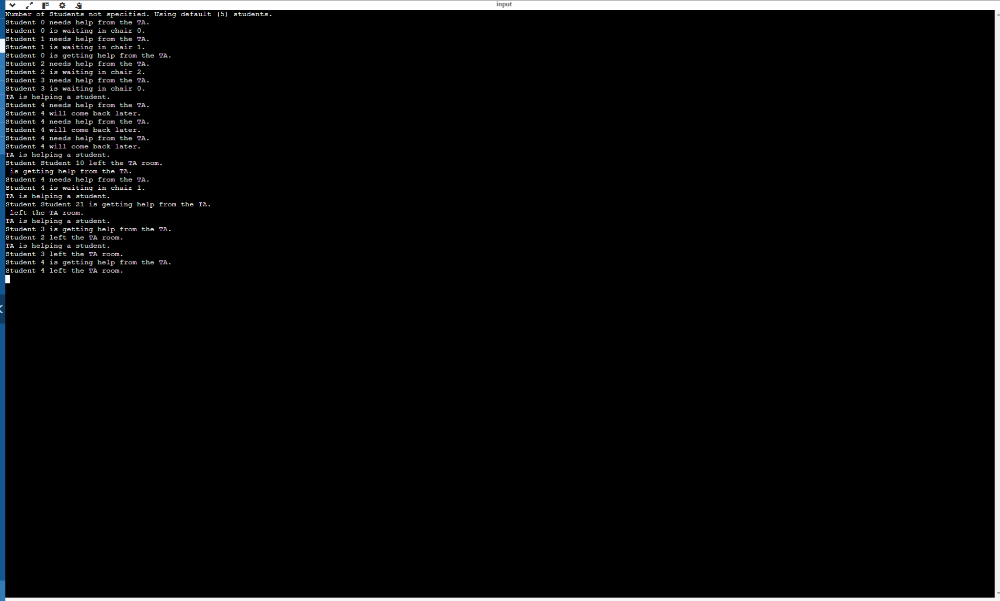 input
Number of Students not specified. Using default (5) students.
Student 0 needs help from the TA.
Student 0 is waiting in chair 0.
Student 1 needs help from the TA.
Student 1 is waiting in chair 1.
Student 0 is getting help from the TA.
Student 2 needs help from the TA.
Student 2 is waiting in chair 2.
Student 3 needs help from the TA.
Student 3 is waiting in chair 0.
TA is helping a student.
Student 4 needs help from the TA.
Student 4 will come back later.
Student 4 needs help from the TA.
Student 4 will come back later.
Student 4 needs help from the TA.
Student 4 will come back later.
TA is helping a student.
Student Student 10 left the TA room.
 is getting help from the TA.
Student 4 needs help from the TA.
Student 4 is waiting in chair 1.
TA is helping a student.
Student Student 21 is getting help from the TA.
 left the TA room.
TA is helping a student.
Student 3 is getting help from the TA.
Student 2 left the TA room.
TA is helping a student.
Student 3 left the TA room.
Student 4 is getting help from the TA.
Student 4 left the TA room.